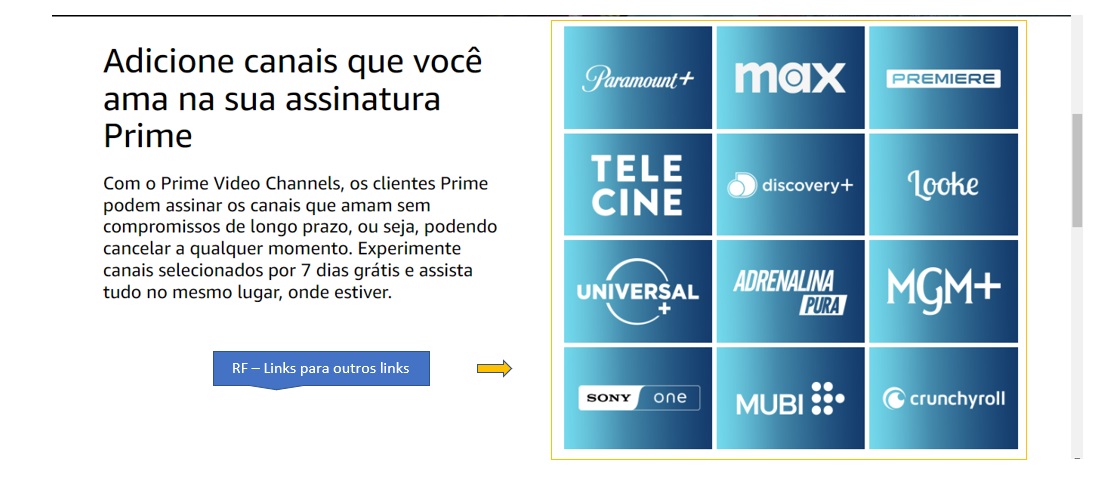 Adicione canais que você
ama na sua assinatura
Prime
Com o Prime Video Channels, os clientes Prime
podem assinar os canais que amam sem
compromissos de longo prazo, ou seja, podendo
cancelar a qualquer momento. Experimente
canais selecionados por 7 dias grátis e assista
tudo no mesmo lugar, onde estiver.
RF – Links para outros links
Paramount+
max
PREMIERE
TELE
CINE
discovery+
Looke
UNIVERSAL
+
ADRENALINA
PURA
MGM+
SONY one
MUBI
crunchyroll